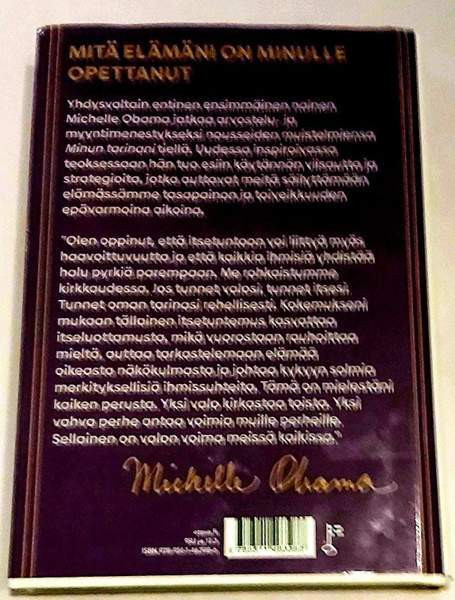 MITÄ ELÄMÄNI ON MINULLE
OPETTANUT
Yhdysvaltain entinen ensimmäinen nainen
Michelle Obama jatkaa arvostelu- ja
myyntimenestykseksi nousseiden muistelmiensa
Minun tarinani tiellä. Uudessa inspiroivassa
teoksessaan hän tuo esiin käytännön viisautta ja
strategioita, jotka auttavat meitä säilyttämään
elämässämme tasapainon ja toiveikkuuden
epävarmoina aikoina.
"Olen oppinut, että itsetuntoon voi liittyä myös
haavoittuvuutta ja että kaikkia ihmisiä yhdistää
halu pyrkiä parempaan. Me rohkaistumme
kirkkaudessa. Jos tunnet valosi, tunnet itsesi.
Tunnet oman tarinasi rehellisesti. Kokemukseni
mukaan tällainen itsetuntemus kasvattaa
itseluottamusta, mikä vuorostaan rauhoittaa
mieltä, auttaa tarkastelemaan elämää
oikeasta näkökulmasta ja johtaa kykyyn solmia
merkityksellisiä ihmissuhteita. Tämä on mielestäni
kaiken perusta. Yksi valo kirkastaa toista. Yksi
vahva perhe antaa voimia muille perheille.
Sellainen on valon voima meissä kaikissa."
Michelle Obama
ISBN